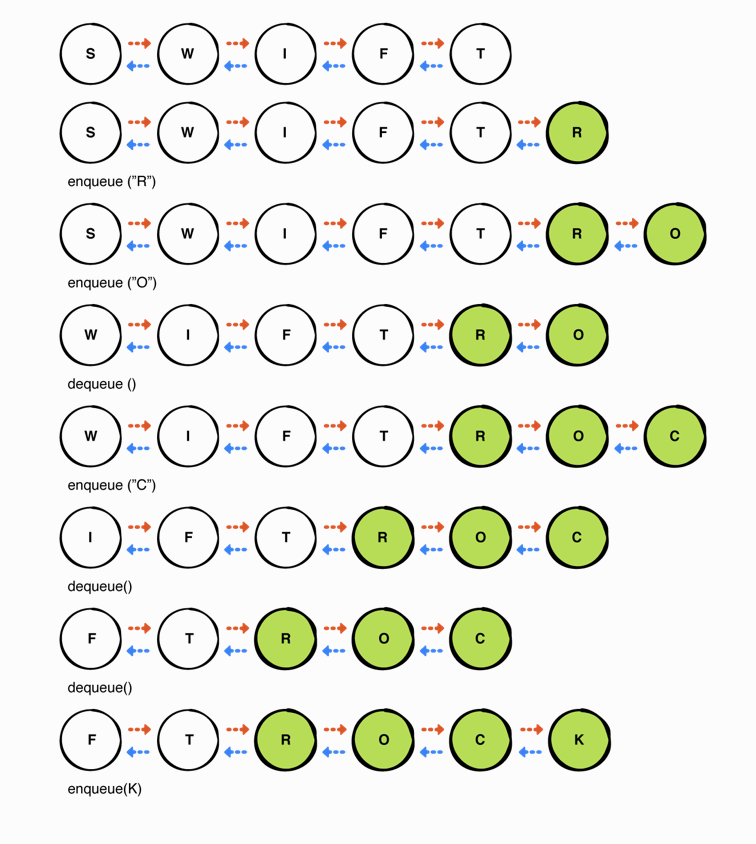 S W I F T
S W I F T R
enqueue (”R”)
S W I F T R O
enqueue (”O”)
W I F T R O
dequeue ()
W I F T R O C
enqueue (”C”)
I F T R O C
dequeue()
F T R O C
dequeue()
F T R O C K
enqueue(K)